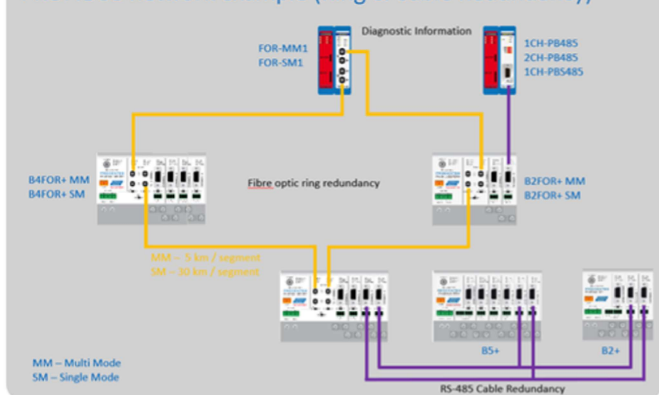 Diagnostic Information
FOR-MM1
FOR-SM1
1CH-PB485
2CH-PB485
1CH-PBS485
B4FOR+ MM
B4FOR+ SM
Fibre optic ring redundancy
B2FOR+ MM
B2FOR+ SM
MM – 3 km / segment
SM – 30 km / segment
B5+
B2+
MM – Multi Mode
SM – Single Mode
RS-485 Cable Redundancy